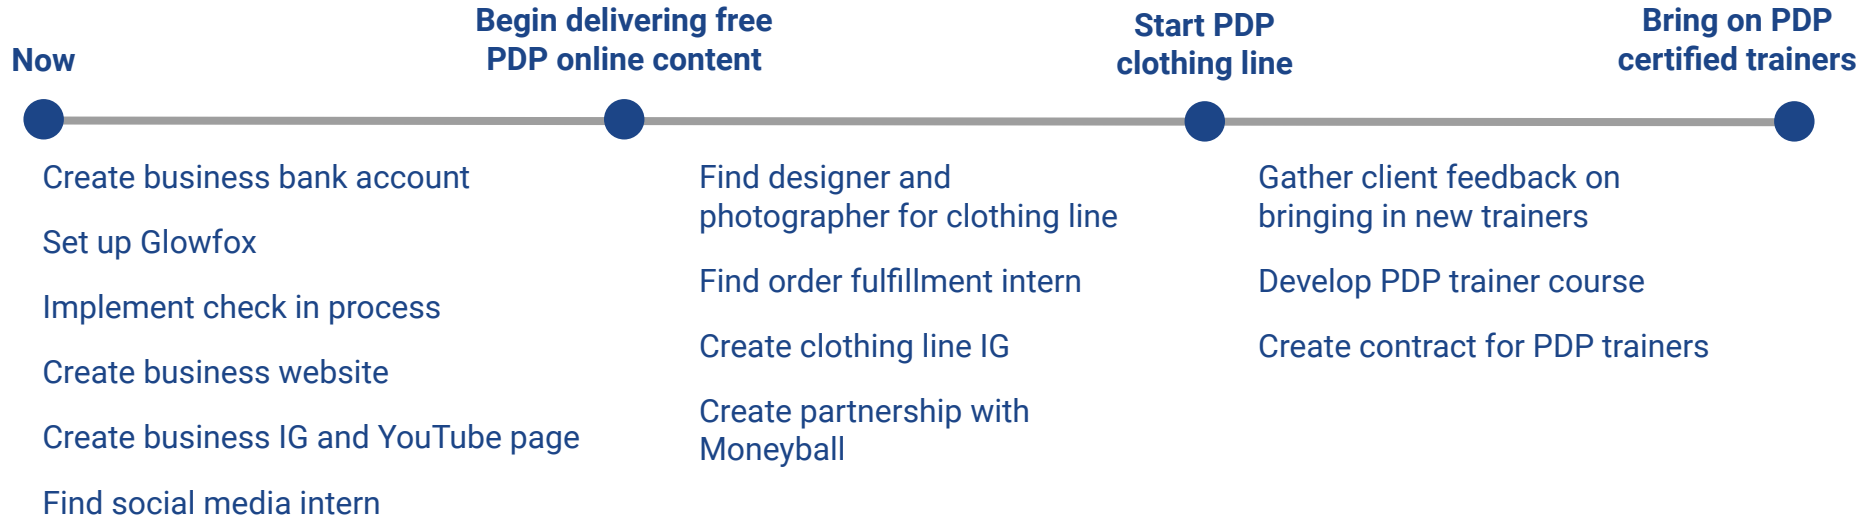 Now
Begin delivering free
PDP online content
Start PDP
clothing line
Bring on PDP
certified trainers
Create business bank account
Set up Glowfox
Implement check in process
Create business website
Create business IG and YouTube page
Find social media intern
Find designer and
photographer for clothing line
Find order fulfillment intern
Create clothing line IG
Create partnership with
Moneyball
Gather client feedback on
bringing in new trainers
Develop PDP trainer course
Create contract for PDP trainers